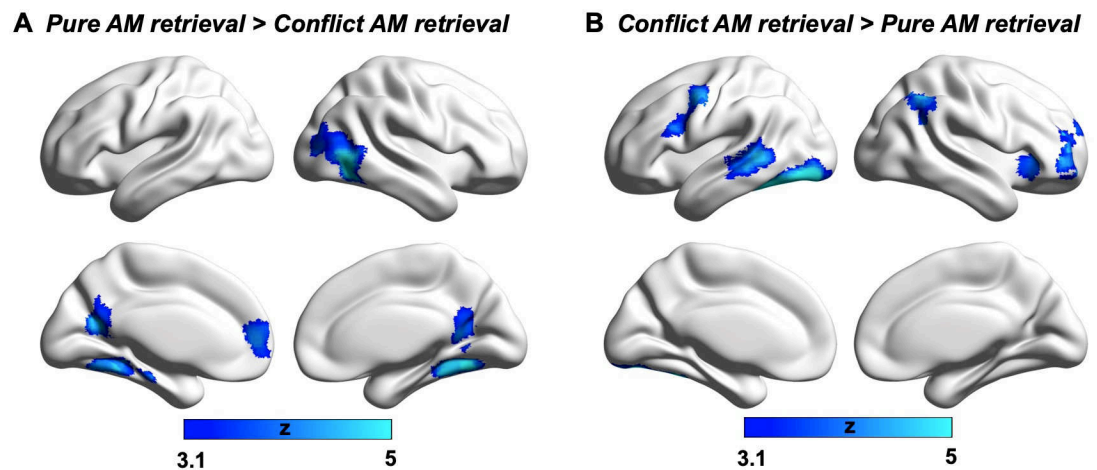 A Pure AM retrieval > Conflict AM retrieval
B Conflict AM retrieval > Pure AM retrieval
z
3.1 5
z
3.1 5